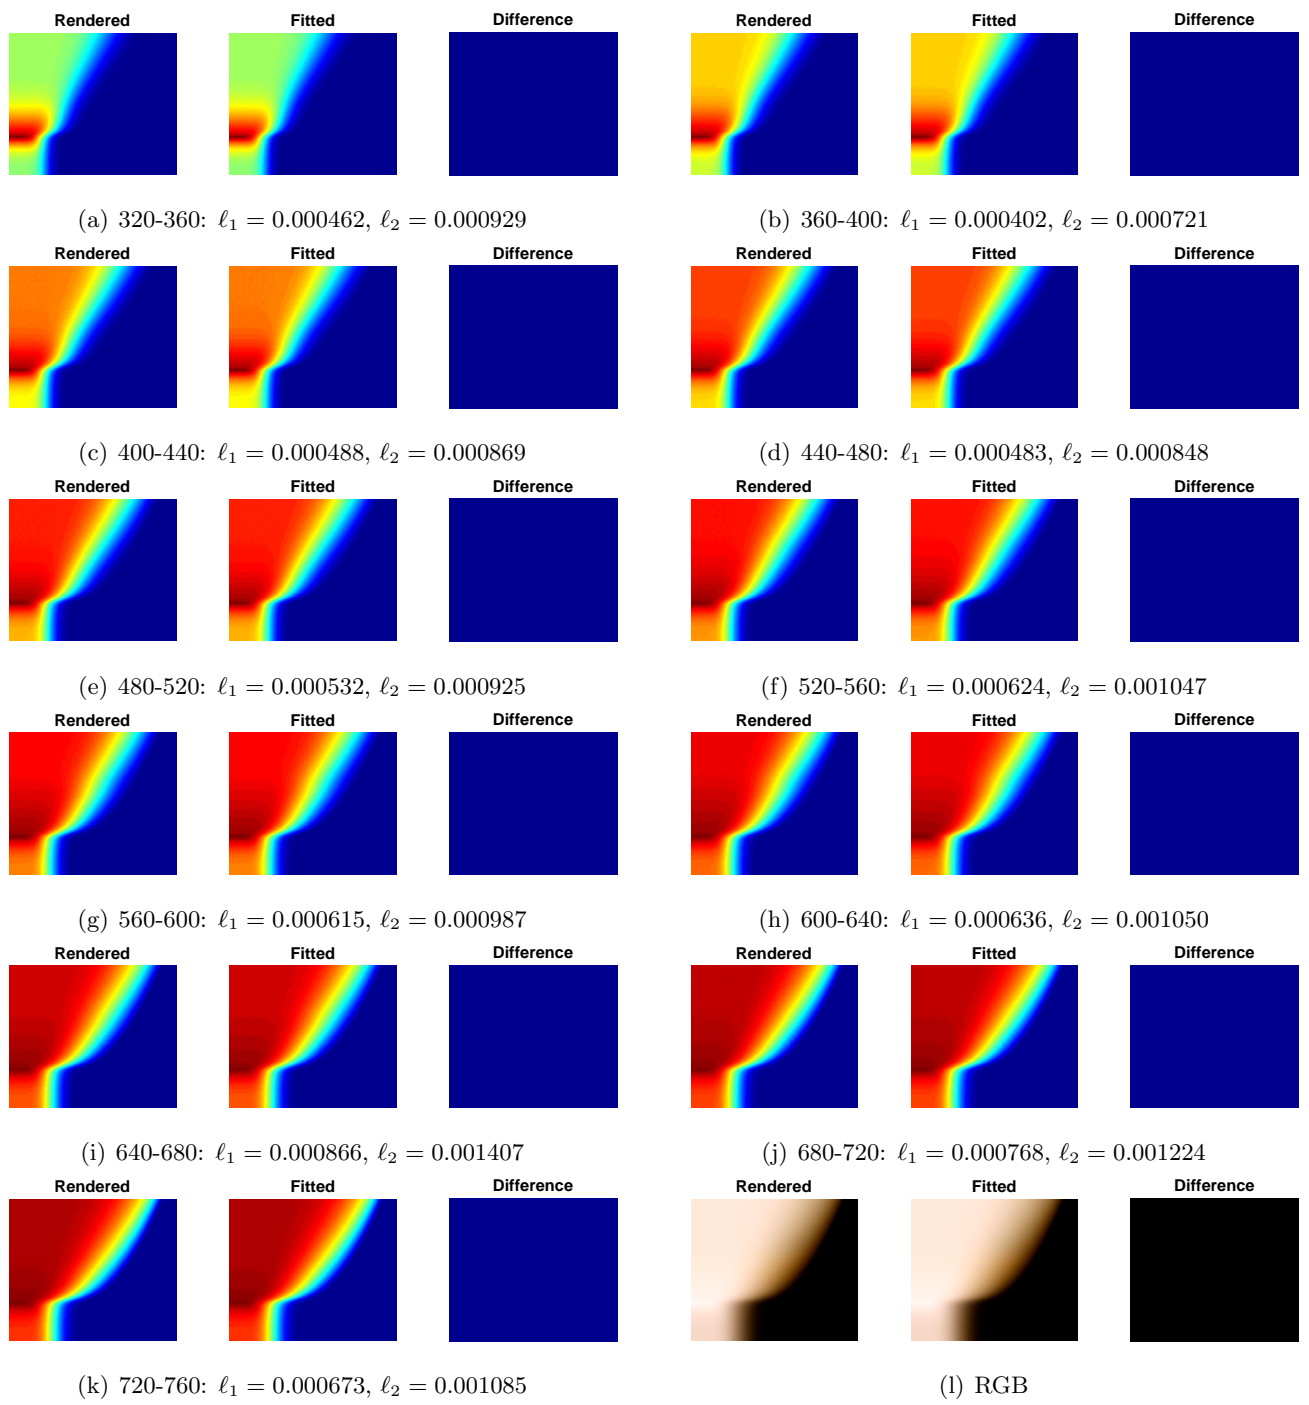 Rendered Fitted Difference Rendered Fitted Difference
(a) 320-360: ℓ₁ = 0.000462, ℓ₂ = 0.000929 (b) 360-400: ℓ₁ = 0.000402, ℓ₂ = 0.000721
Rendered Fitted Difference Rendered Fitted Difference
(c) 400-440: ℓ₁ = 0.000488, ℓ₂ = 0.000869 (d) 440-480: ℓ₁ = 0.000483, ℓ₂ = 0.000848
Rendered Fitted Difference Rendered Fitted Difference
(e) 480-520: ℓ₁ = 0.000532, ℓ₂ = 0.000925 (f) 520-560: ℓ₁ = 0.000624, ℓ₂ = 0.001047
Rendered Fitted Difference Rendered Fitted Difference
(g) 560-600: ℓ₁ = 0.000615, ℓ₂ = 0.000987 (h) 600-640: ℓ₁ = 0.000636, ℓ₂ = 0.001050
Rendered Fitted Difference Rendered Fitted Difference
(i) 640-680: ℓ₁ = 0.000866, ℓ₂ = 0.001407 (j) 680-720: ℓ₁ = 0.000768, ℓ₂ = 0.001224
Rendered Fitted Difference Rendered Fitted Difference
(k) 720-760: ℓ₁ = 0.000673, ℓ₂ = 0.001085 (l) RGB